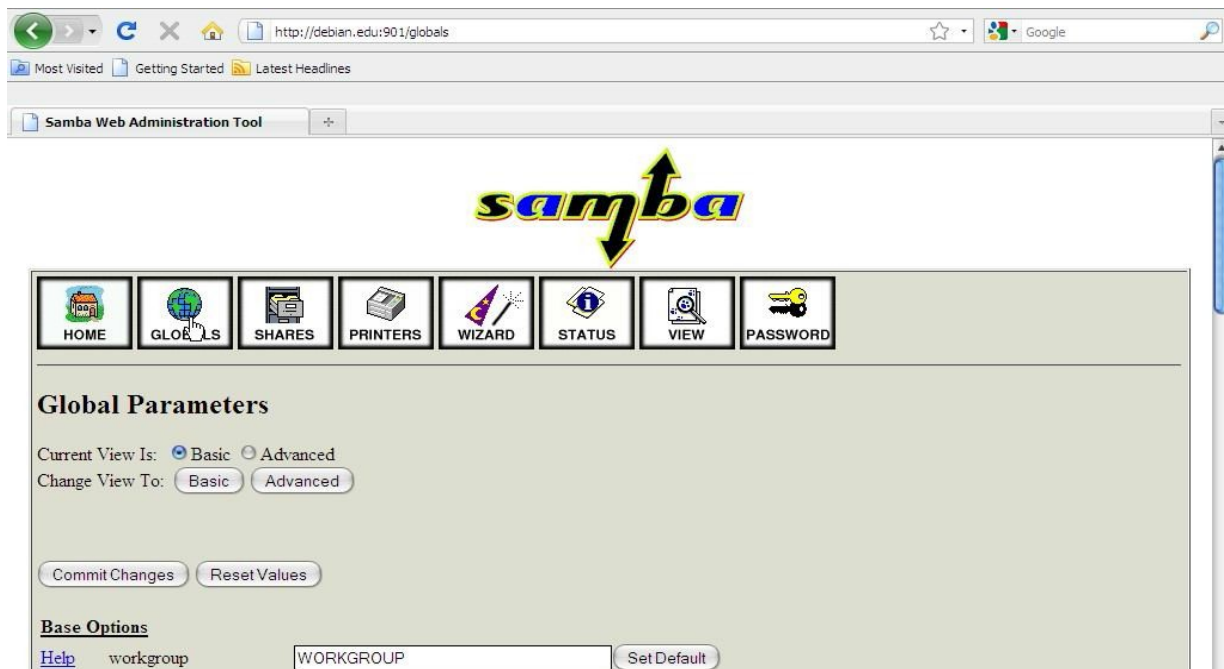 http://debian.edu:901/globals
Google
Most Visited Getting Started Latest Headlines
Samba Web Administration Tool
samba
HOME GLOBALS SHARES PRINTERS WIZARD STATUS VIEW PASSWORD
Global Parameters
Current View Is: Basic Advanced
Change View To: Basic Advanced
Commit Changes Reset Values
Base Options
Help workgroup WORKGROUP Set Default